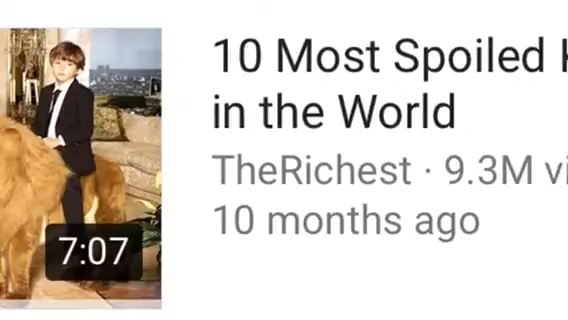 10 Most Spoiled
in the World
TheRichest · 9.3M
10 months ago
7:07